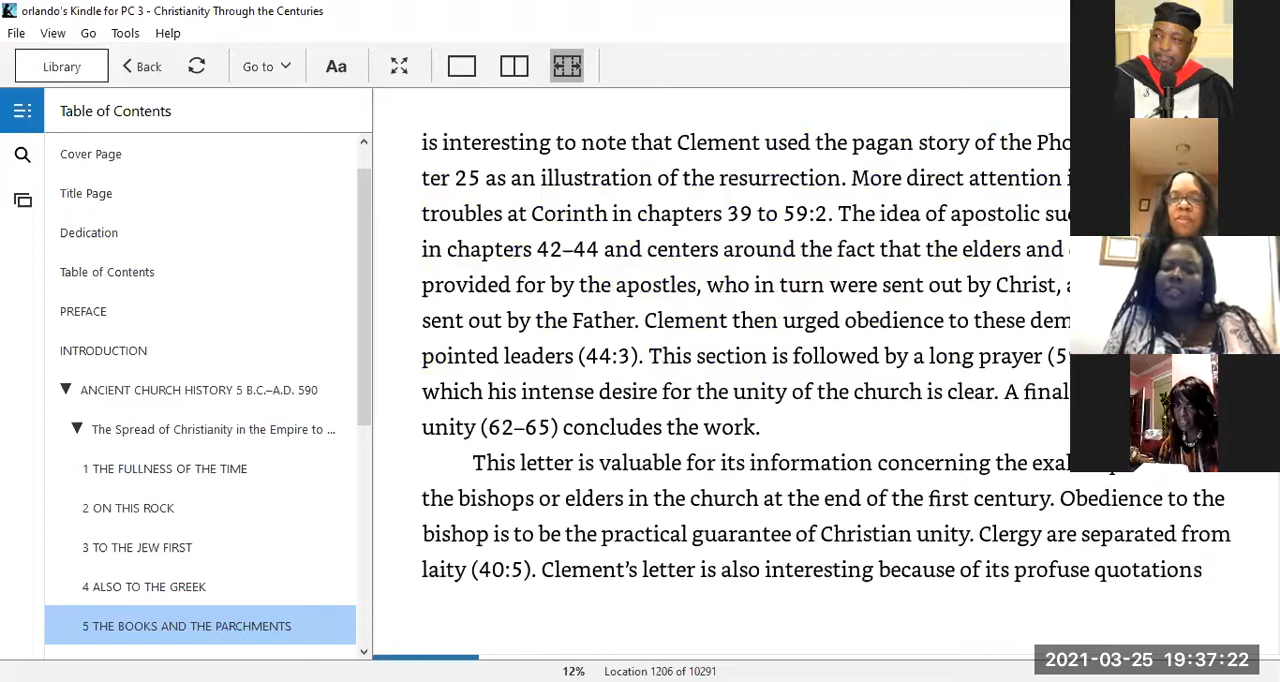 orlando's Kindle for PC 3 - Christianity Through the Centuries
File View Go Tools Help
Library Back Go to Aa
Table of Contents
Cover Page
Title Page
Dedication
Table of Contents
PREFACE
INTRODUCTION
ANCIENT CHURCH HISTORY 5 B.C.–A.D. 590
The Spread of Christianity in the Empire to ...
1 THE FULLNESS OF THE TIME
2 ON THIS ROCK
3 TO THE JEW FIRST
4 ALSO TO THE GREEK
5 THE BOOKS AND THE PARCHMENTS
is interesting to note that Clement used the pagan story of the Pho
ter 25 as an illustration of the resurrection. More direct attention
troubles at Corinth in chapters 39 to 59:2. The idea of apostolic su
in chapters 42–44 and centers around the fact that the elders and
provided for by the apostles, who in turn were sent out by Christ,
sent out by the Father. Clement then urged obedience to these dem
pointed leaders (44:3). This section is followed by a long prayer
which his intense desire for the unity of the church is clear. A final
unity (62–65) concludes the work.
This letter is valuable for its information concerning the
the bishops or elders in the church at the end of the first century. Obedience to the
bishop is to be the practical guarantee of Christian unity. Clergy are separated from
laity (40:5). Clement’s letter is also interesting because of its profuse quotations
12% Location 1206 of 10291
2021-03-25 19:37:22